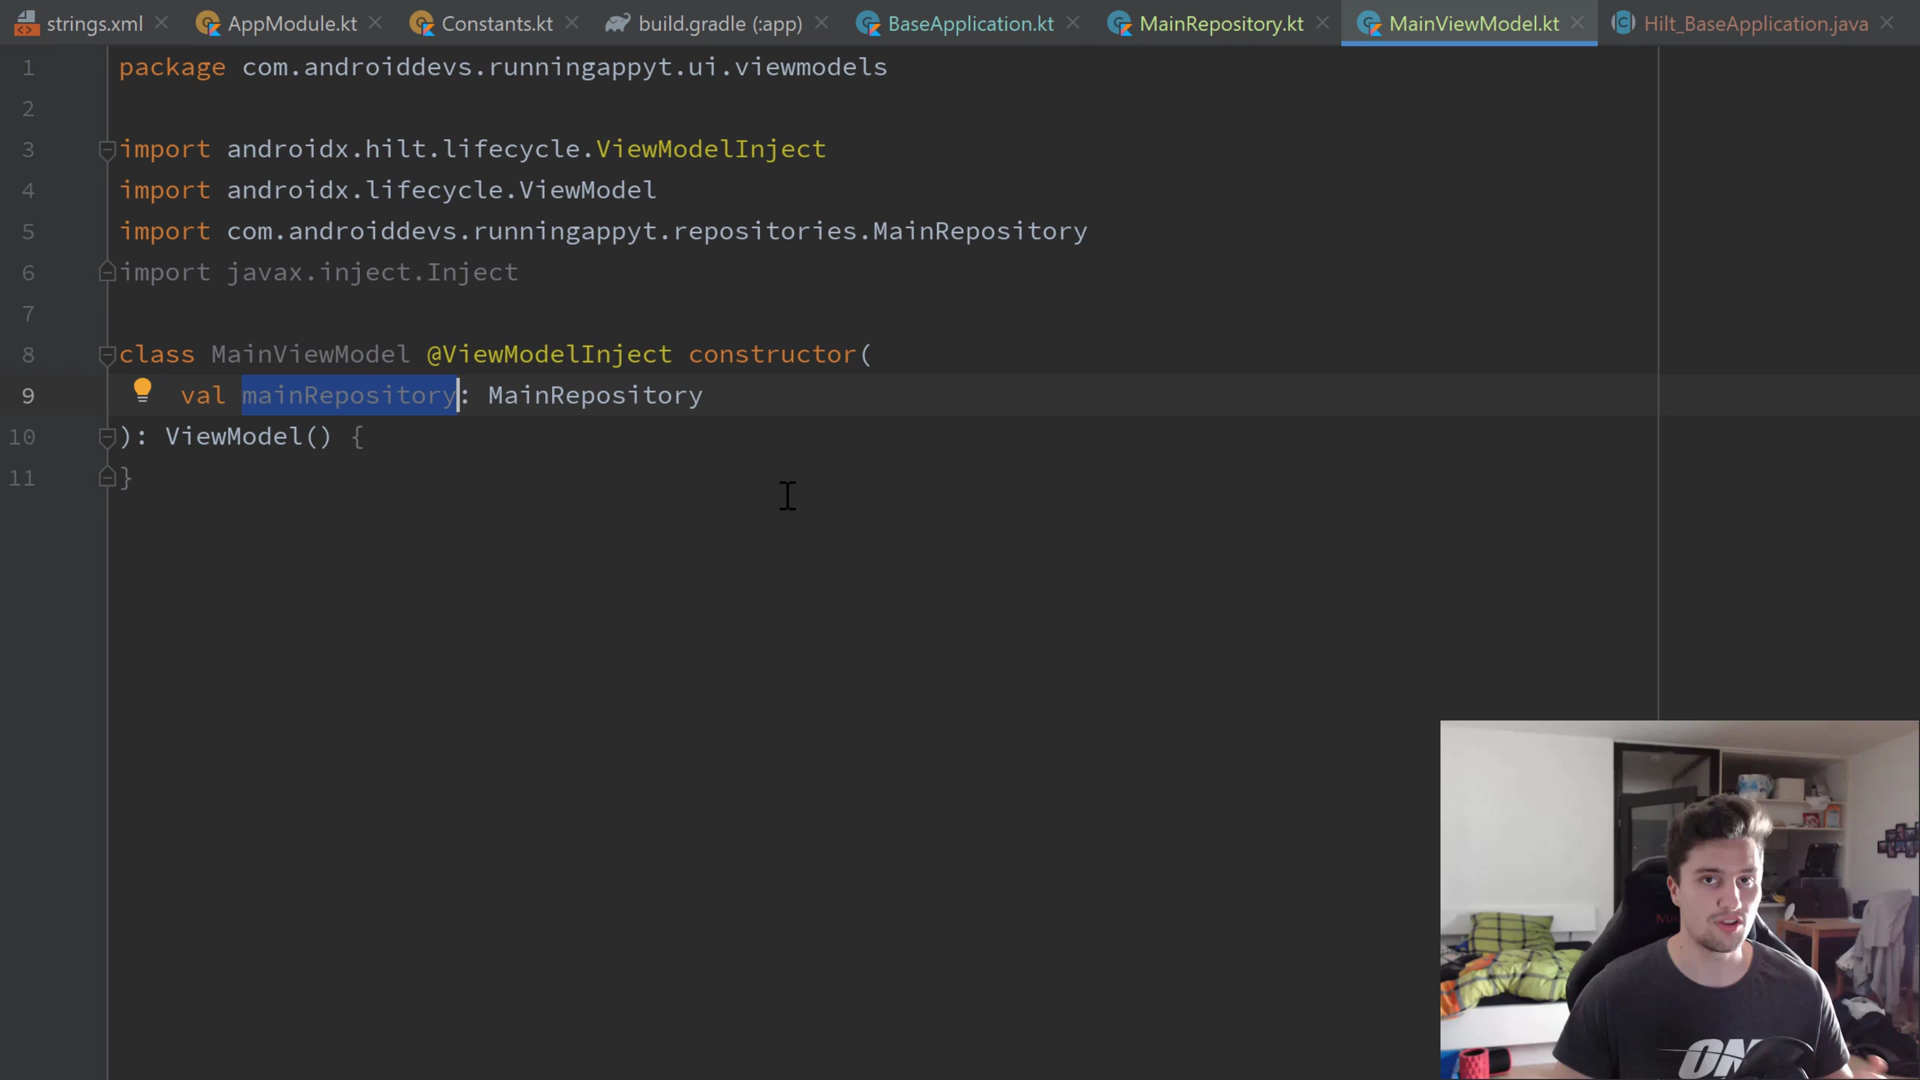 strings.xml AppModule.kt Constants.kt build.gradle (:app) BaseApplication.kt MainRepository.kt MainViewModel.kt Hilt_BaseApplication.java
1 package com.androiddevs.runningappyt.ui.viewmodels
2
3 import androidx.hilt.lifecycle.ViewModelInject
4 import androidx.lifecycle.ViewModel
5 import com.androiddevs.runningappyt.repositories.MainRepository
6 import javax.inject.Inject
7
8 class MainViewModel @ViewModelInject constructor(
9 val mainRepository: MainRepository
10 ): ViewModel() {
11 }